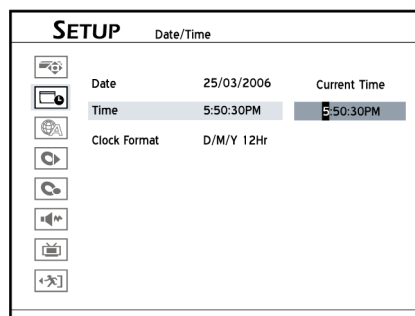 SETUP Date/Time
Date 25/03/2006 Current Time
Time 5:50:30PM 5:50:30PM
Clock Format D/M/Y 12Hr